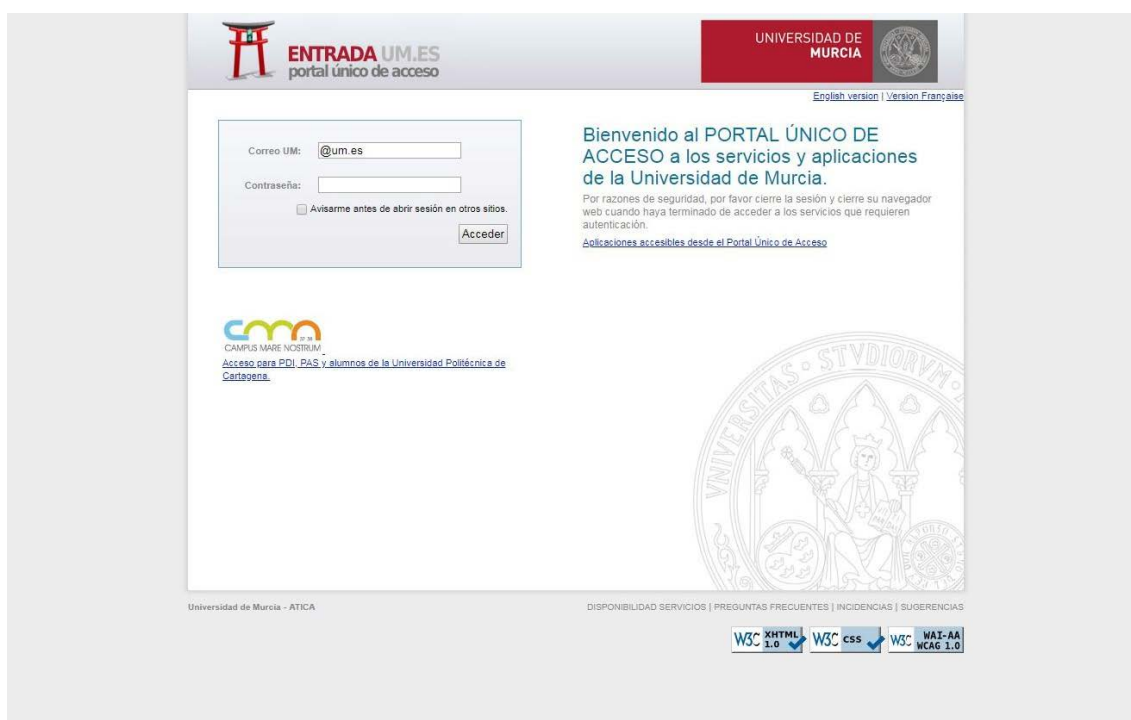 ENTRADA UM.ES
portal único de acceso
UNIVERSIDAD DE
MURCIA
English version | Version Française
Correo UM: @um.es
Contraseña:
Avisarme antes de abrir sesión en otros sitios.
Acceder
Bienvenido al PORTAL ÚNICO DE
ACCESO a los servicios y aplicaciones
de la Universidad de Murcia.
Por razones de seguridad, por favor cierre la sesión y cierre su navegador
web cuando haya terminado de acceder a los servicios que requieren
autenticación.
Aplicaciones accesibles desde el Portal Único de Acceso
CAMPUS MARE NOSTRUM
Acceso para PDI, PAS y alumnos de la Universidad Politécnica de
Cartagena.
VNIVERSITAS · STVDIORVM
Universidad de Murcia - ATICA
DISPONIBILIDAD SERVICIOS | PREGUNTAS FRECUENTES | INCIDENCIAS | SUGERENCIAS
W3C XHTML 1.0
W3C css
W3C WAI-AA WCAG 1.0